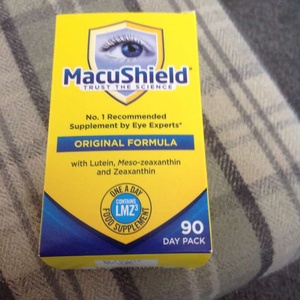 MacuShield®
TRUST THE SCIENCE
No. 1 Recommended
Supplement by Eye Experts*
ORIGINAL FORMULA
with Lutein, Meso-zeaxanthin
and Zeaxanthin
ONE A DAY
CONTAINS
LMZ³
FOOD SUPPLEMENT
90
DAY PACK